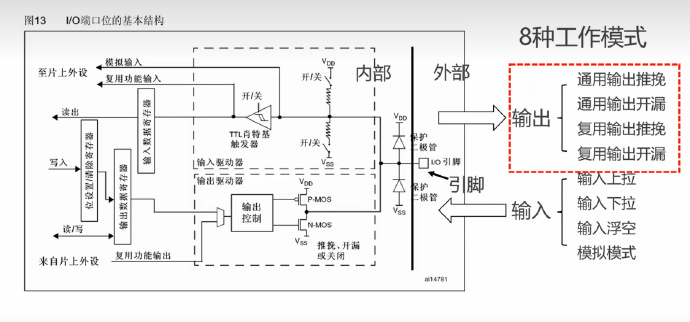 图13 I/O端口位的基本结构
8种工作模式
模拟输入
至片上外设
复用功能输入
开/关
VDD
内部
外部
开/关
读出
输入数据寄存器
TTL肖特基
触发器
开/关
VSS
输入驱动器
VDD
保护
二极管
I/O 引脚
引脚
保护
二极管
VSS
写入
位设置/清除寄存器
输出数据寄存器
读/写
输出驱动器
VDD
输出
控制
P-MOS
N-MOS
VSS
推挽、开漏
或关闭
来自片上外设
复用功能输出
ai14781
输出
通用输出推挽
通用输出开漏
复用输出推挽
复用输出开漏
输入
输入上拉
输入下拉
输入浮空
模拟模式